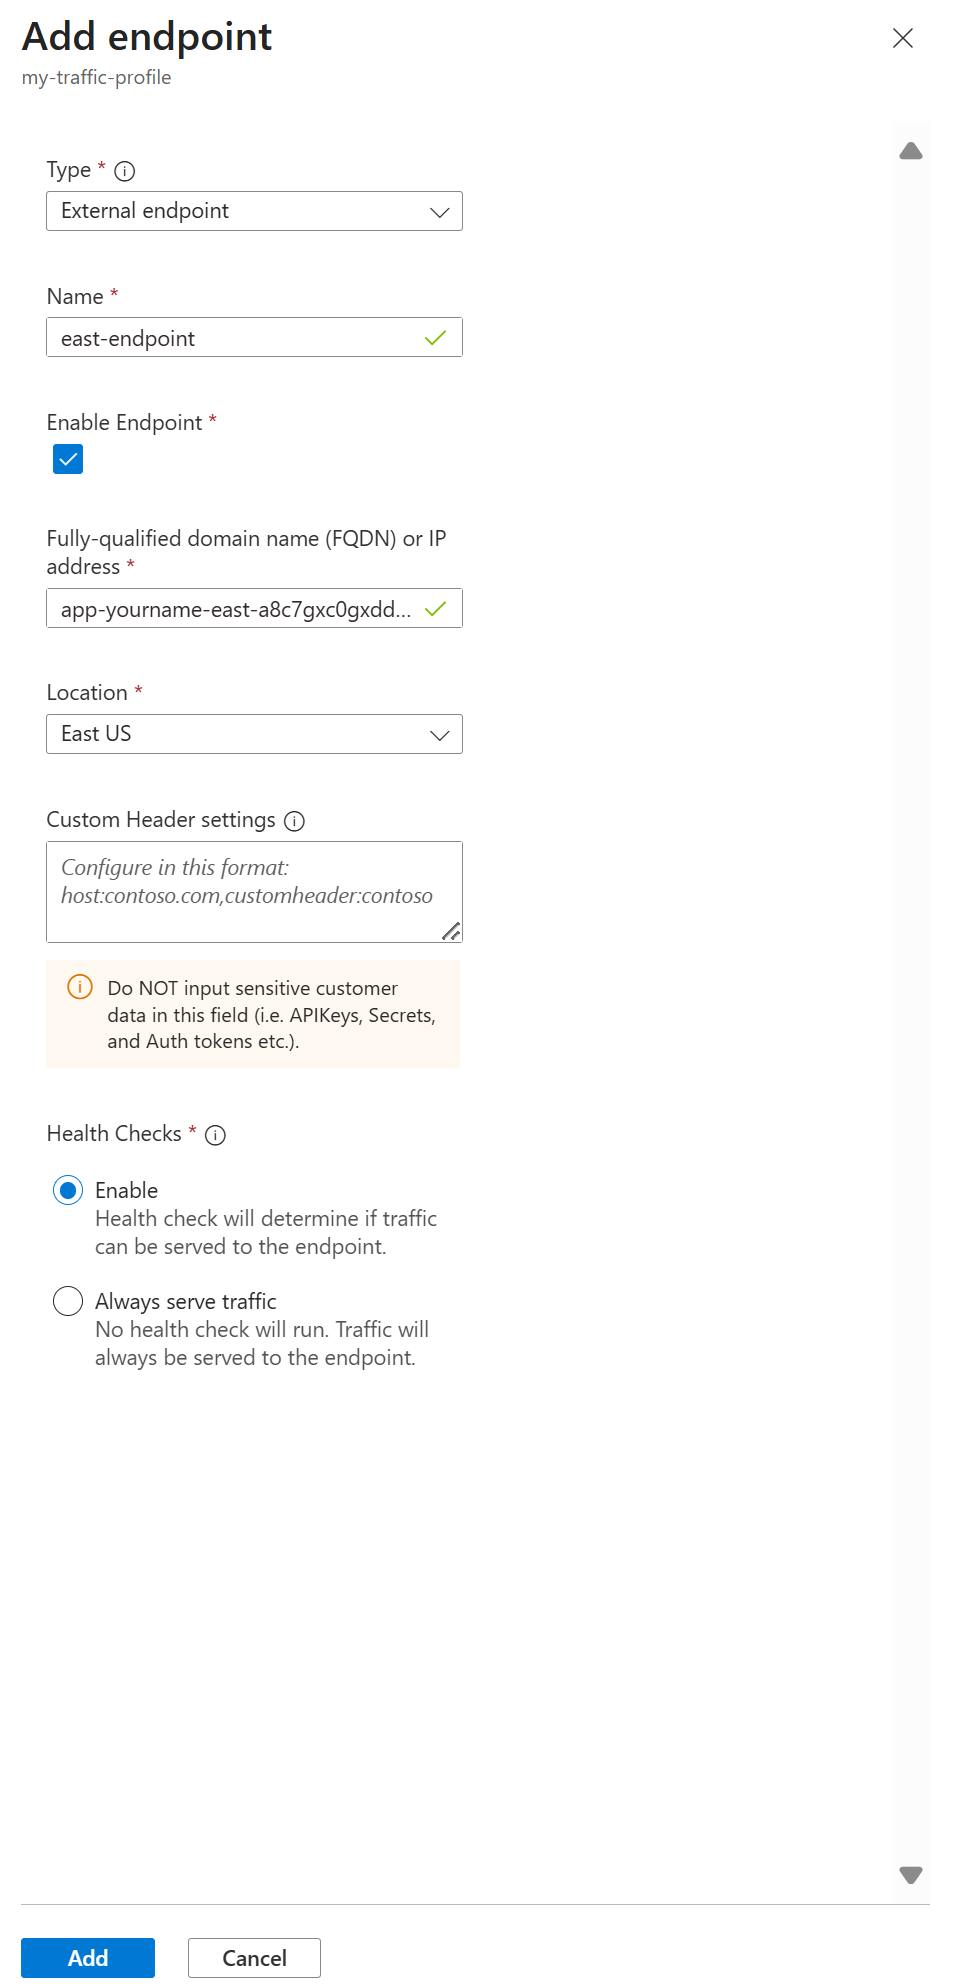 Add endpoint
my-traffic-profile
Type *
External endpoint
Name *
east-endpoint
Enable Endpoint *
Fully-qualified domain name (FQDN) or IP
address *
app-yourname-east-a8c7gxc0gxdd...
Location *
East US
Custom Header settings
Configure in this format:
host:contoso.com,customheader:contoso
Do NOT input sensitive customer
data in this field (i.e. APIKeys, Secrets,
and Auth tokens etc.).
Health Checks *
Enable
Health check will determine if traffic
can be served to the endpoint.
Always serve traffic
No health check will run. Traffic will
always be served to the endpoint.
Add Cancel